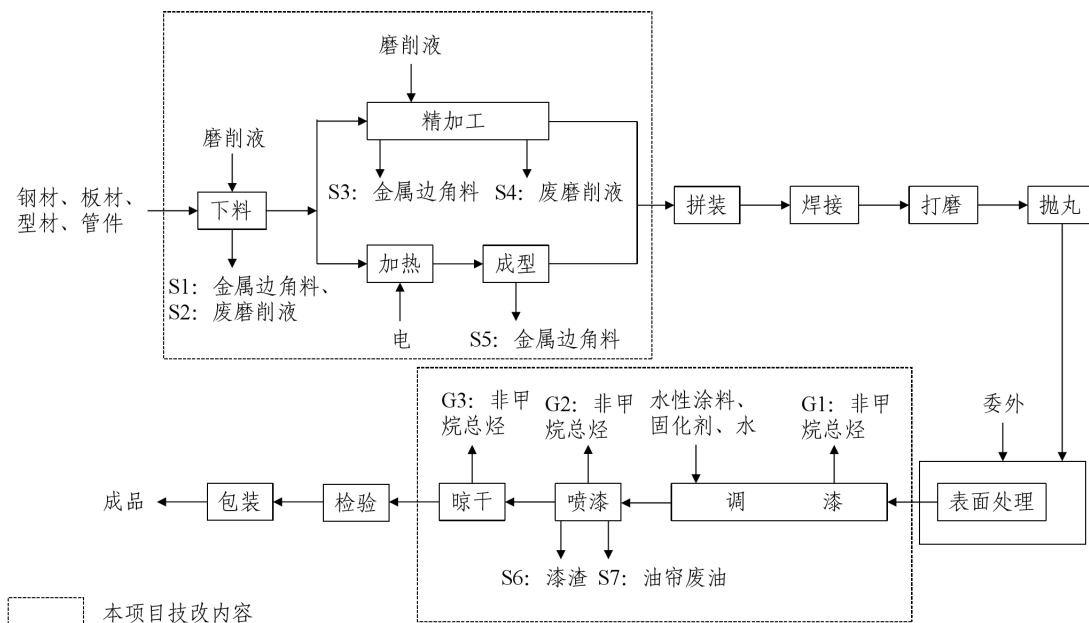 磨削液
精加工
磨削液
S3：金属边角料
S4：废磨削液
钢材、板材、
型材、管件
下料
拼装
焊接
打磨
抛丸
加热
成型
S1：金属边角料、
S2：废磨削液
电
S5：金属边角料
G3：非甲
烷总烃
G2：非甲
烷总烃
水性涂料、
固化剂、水
G1：非甲
烷总烃
委外
成品
包装
检验
晾干
喷漆
调 漆
表面处理
S6：漆渣
S7：油帘废油
本项目技改内容